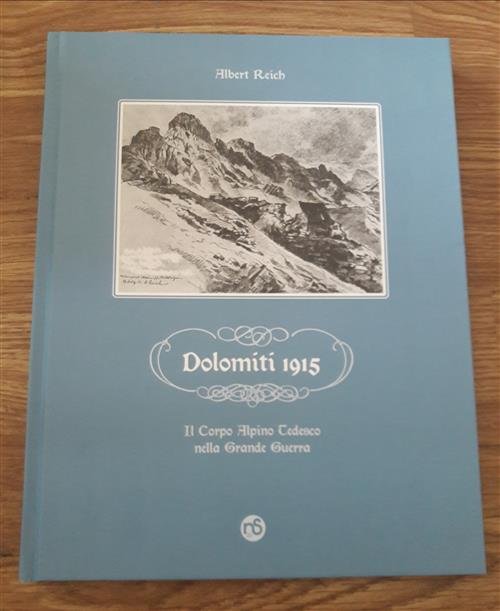 Albert Reich
Dolomiti 1915
Il Corpo Alpino Tedesco
nella Grande Guerra
nS